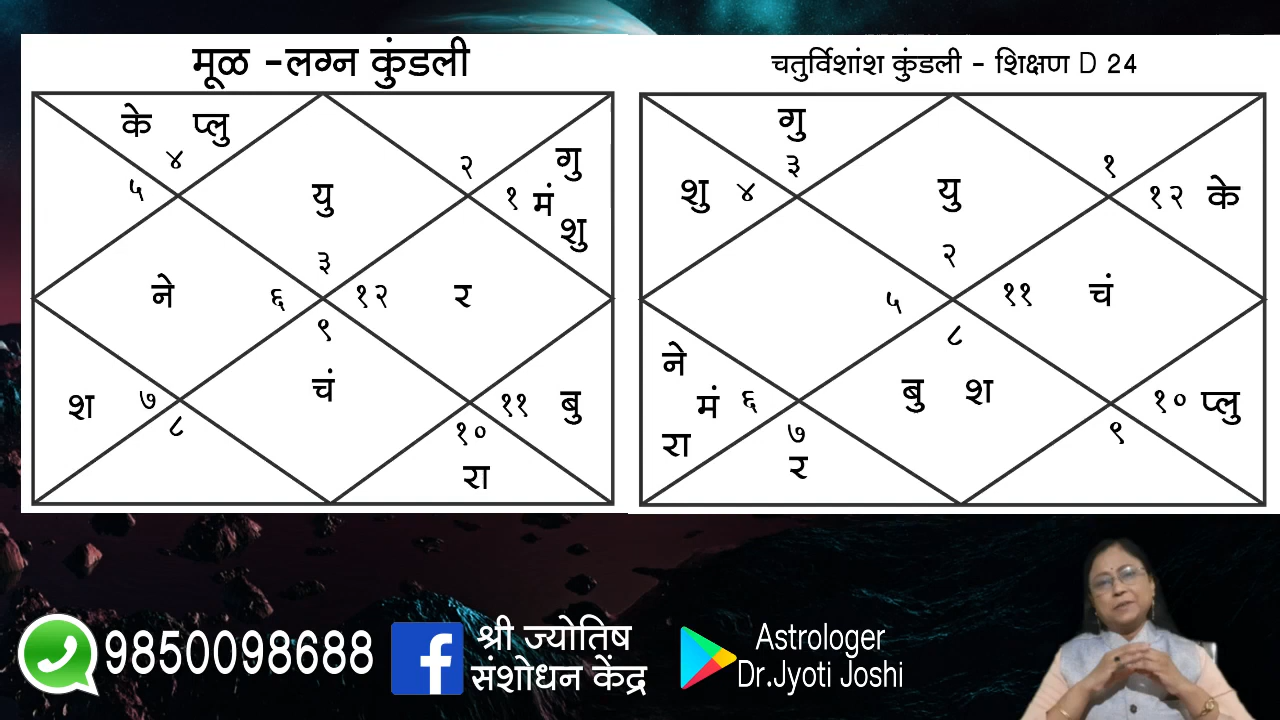 मूळ -लग्न कुंडली
के प्लु
४
५
यु
३
२
गु
१ मं
शु
ने ६
१२ र
९
चं
श ७
८
११ बु
१०
रा
चतुर्विशांश कुंडली - शिक्षण D 24
गु
३
शु ४
यु
२
१
१२ के
५
११ चं
८
बु श
ने
मं ६
रा
७
र
१० प्लु
९
9850098688
श्री ज्योतिष
संशोधन केंद्र
Astrologer
Dr.Jyoti Joshi